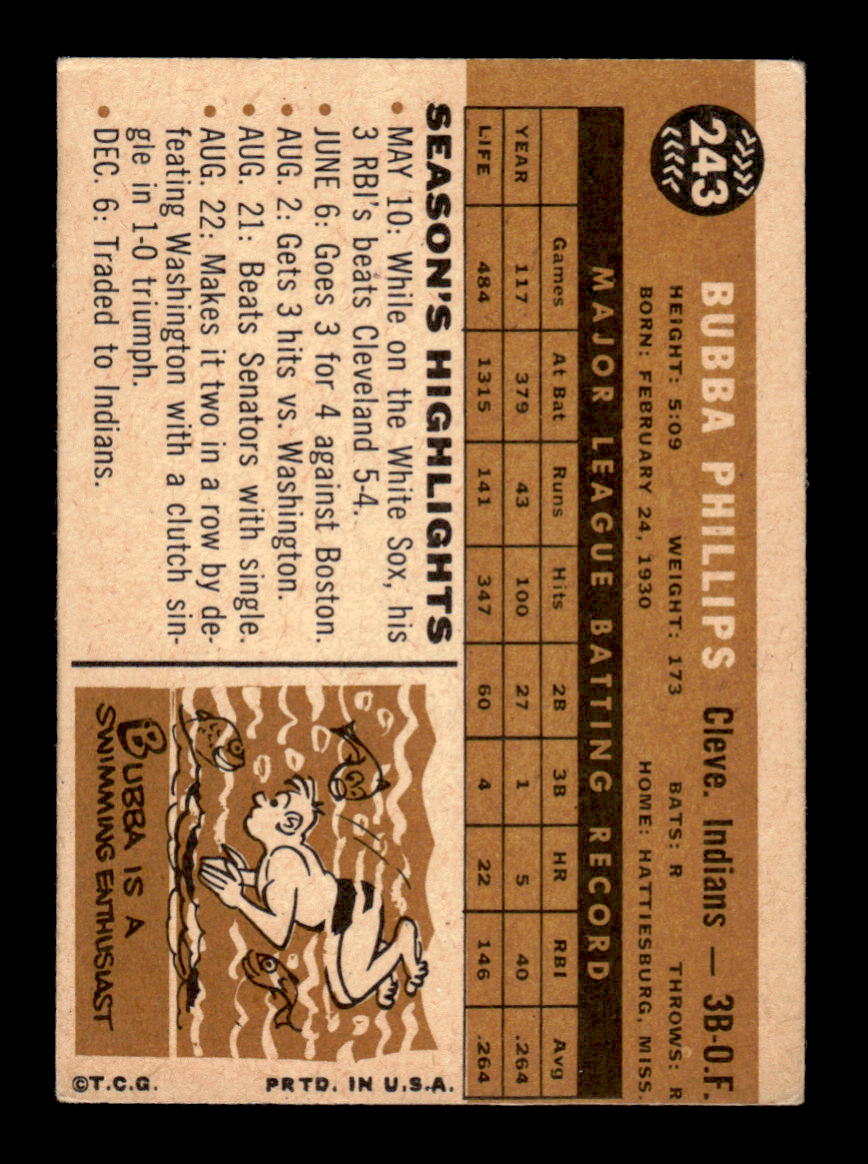 243
BUBBA PHILLIPS Cleve. Indians — 3B-O.F.
HEIGHT: 5:09 WEIGHT: 173 BATS: R THROWS: R
BORN: FEBRUARY 24, 1930 HOME: HATTIESBURG, MISS.
MAJOR LEAGUE BATTING RECORD
Games At Bat Runs Hits 2B 3B HR RBI Avg
YEAR 117 379 43 100 27 1 5 40 .264
LIFE 484 1315 141 347 60 4 22 146 .264
SEASON'S HIGHLIGHTS
• MAY 10: While on the White Sox, his
3 RBI's beats Cleveland 5-4.
• JUNE 6: Goes 3 for 4 against Boston.
• AUG. 2: Gets 3 hits vs. Washington.
• AUG. 21: Beats Senators with single.
• AUG. 22: Makes it two in a row by de-
feating Washington with a clutch sin-
gle in 1-0 triumph.
• DEC. 6: Traded to Indians.
BUBBA IS A
SWIMMING ENTHUSIAST
©T.C.G. PRTD. IN U.S.A.